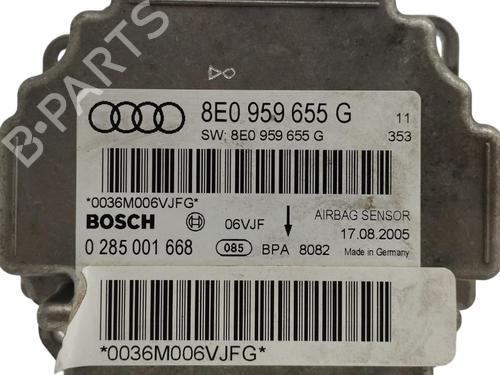 B-PARTS
8E0 959 655 G 11
SW: 8E0 959 655 G 353
*0036M006VJFG*
BOSCH 06VJF AIRBAG SENSOR
17.08.2005
0 285 001 668 085 BPA 8082 Made in Germany
*0036M006VJFG*